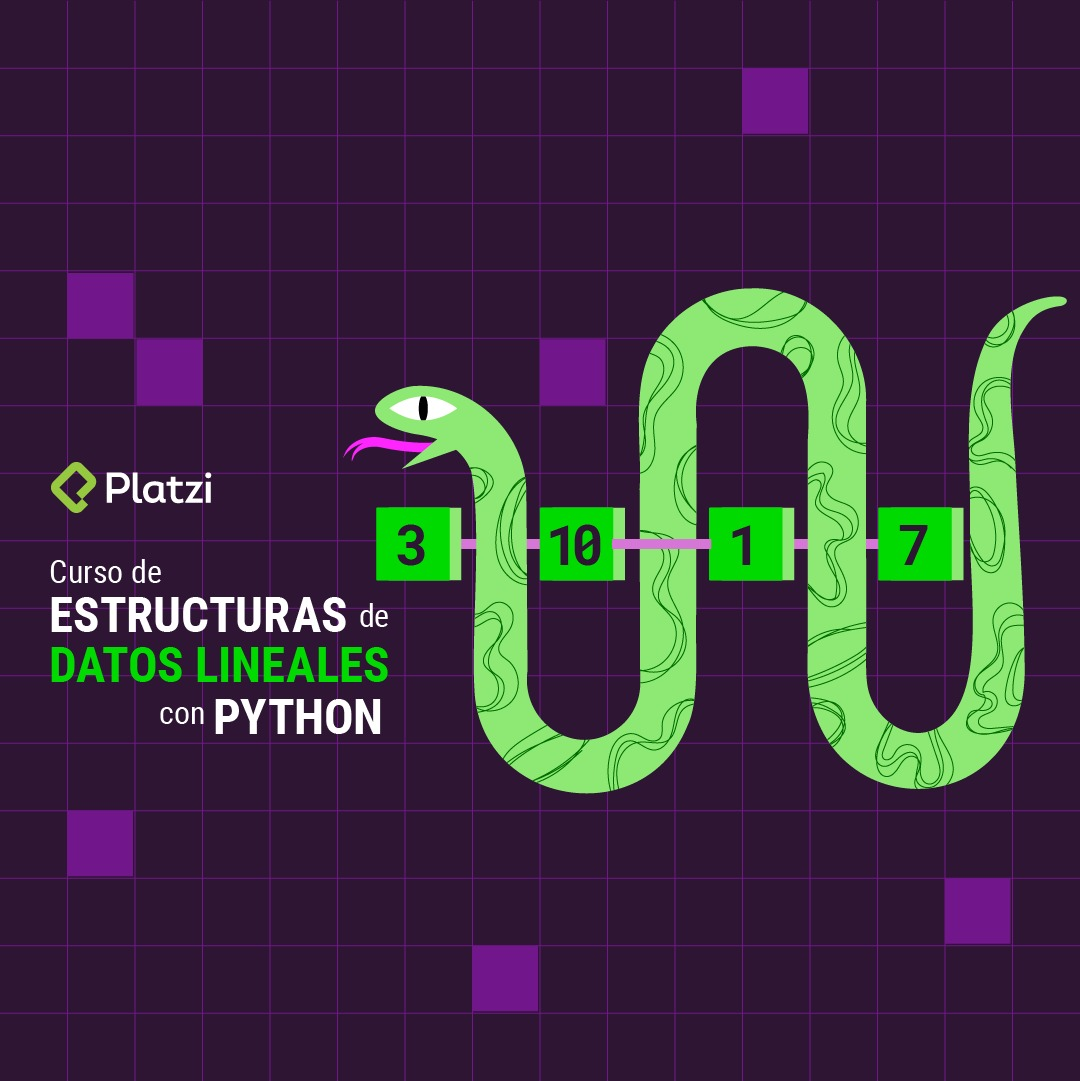 Platzi
Curso de
ESTRUCTURAS de
DATOS LINEALES
con PYTHON
3 10 1 7